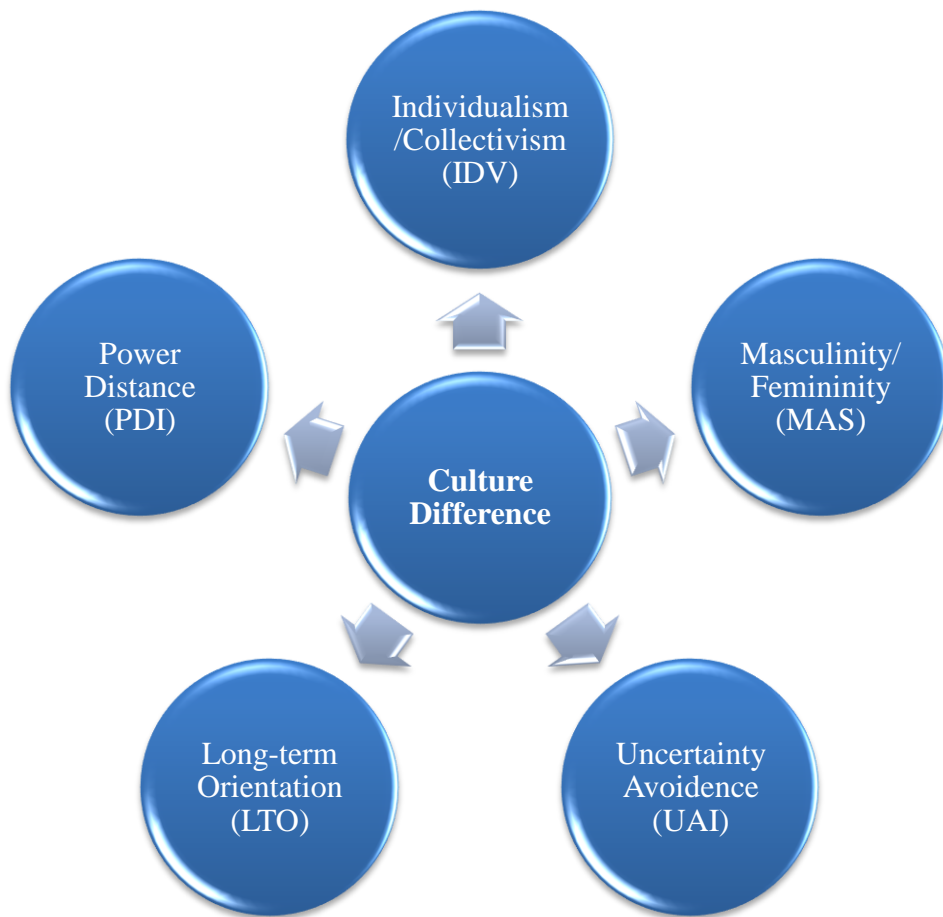 Individualism
/Collectivism
(IDV)
Power
Distance
(PDI)
Masculinity/
Femininity
(MAS)
Culture
Difference
Long-term
Orientation
(LTO)
Uncertainty
Avoidence
(UAI)